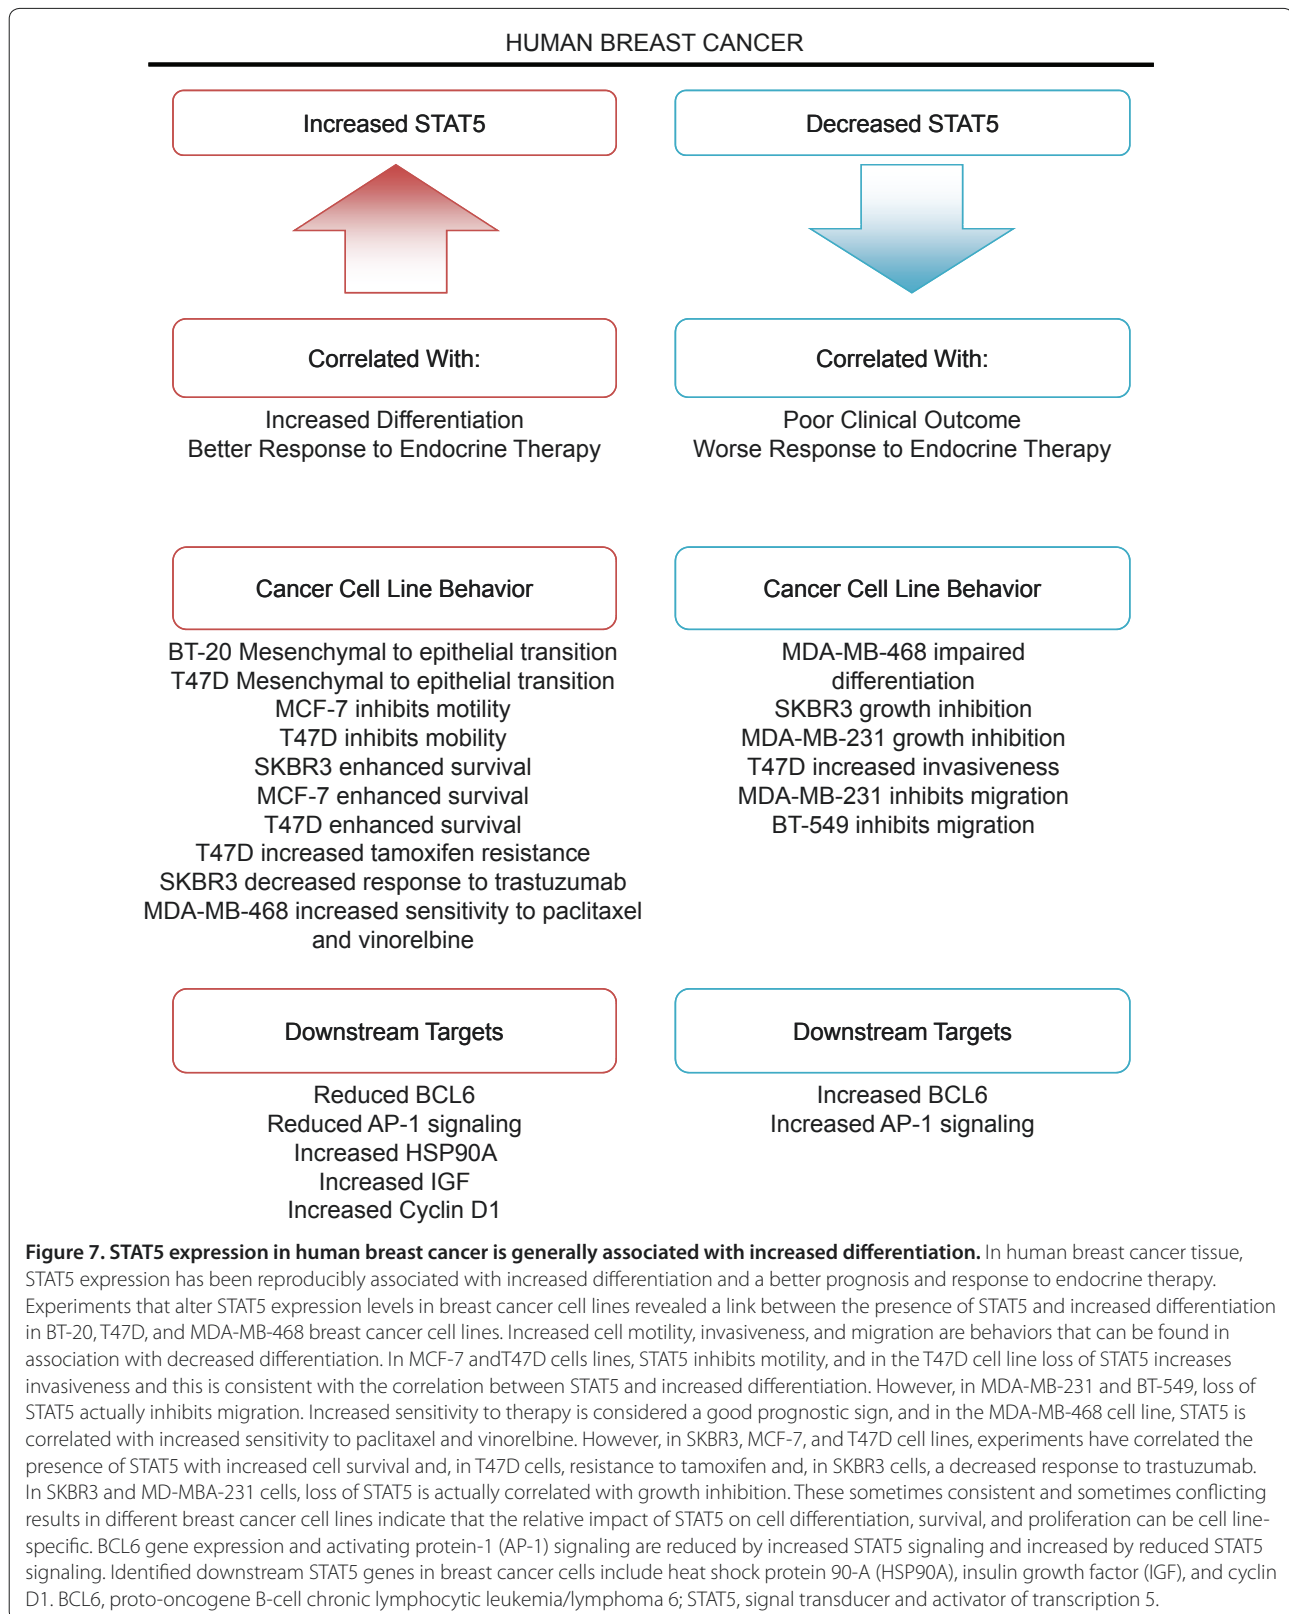 HUMAN BREAST CANCER
Increased STAT5
Decreased STAT5
Correlated With:
Correlated With:
Increased Differentiation
Better Response to Endocrine Therapy
Poor Clinical Outcome
Worse Response to Endocrine Therapy
Cancer Cell Line Behavior
Cancer Cell Line Behavior
BT-20 Mesenchymal to epithelial transition
T47D Mesenchymal to epithelial transition
MCF-7 inhibits motility
T47D inhibits mobility
SKBR3 enhanced survival
MCF-7 enhanced survival
T47D enhanced survival
T47D increased tamoxifen resistance
SKBR3 decreased response to trastuzumab
MDA-MB-468 increased sensitivity to paclitaxel
and vinorelbine
MDA-MB-468 impaired
differentiation
SKBR3 growth inhibition
MDA-MB-231 growth inhibition
T47D increased invasiveness
MDA-MB-231 inhibits migration
BT-549 inhibits migration
Downstream Targets
Downstream Targets
Reduced BCL6
Reduced AP-1 signaling
Increased HSP90A
Increased IGF
Increased Cyclin D1
Increased BCL6
Increased AP-1 signaling
Figure 7. STAT5 expression in human breast cancer is generally associated with increased differentiation. In human breast cancer tissue,
STAT5 expression has been reproducibly associated with increased differentiation and a better prognosis and response to endocrine therapy.
Experiments that alter STAT5 expression levels in breast cancer cell lines revealed a link between the presence of STAT5 and increased differentiation
in BT-20, T47D, and MDA-MB-468 breast cancer cell lines. Increased cell motility, invasiveness, and migration are behaviors that can be found in
association with decreased differentiation. In MCF-7 andT47D cells lines, STAT5 inhibits motility, and in the T47D cell line loss of STAT5 increases
invasiveness and this is consistent with the correlation between STAT5 and increased differentiation. However, in MDA-MB-231 and BT-549, loss of
STAT5 actually inhibits migration. Increased sensitivity to therapy is considered a good prognostic sign, and in the MDA-MB-468 cell line, STAT5 is
correlated with increased sensitivity to paclitaxel and vinorelbine. However, in SKBR3, MCF-7, and T47D cell lines, experiments have correlated the
presence of STAT5 with increased cell survival and, in T47D cells, resistance to tamoxifen and, in SKBR3 cells, a decreased response to trastuzumab.
In SKBR3 and MD-MBA-231 cells, loss of STAT5 is actually correlated with growth inhibition. These sometimes consistent and sometimes conflicting
results in different breast cancer cell lines indicate that the relative impact of STAT5 on cell differentiation, survival, and proliferation can be cell line-
specific. BCL6 gene expression and activating protein-1 (AP-1) signaling are reduced by increased STAT5 signaling and increased by reduced STAT5
signaling. Identified downstream STAT5 genes in breast cancer cells include heat shock protein 90-A (HSP90A), insulin growth factor (IGF), and cyclin
D1. BCL6, proto-oncogene B-cell chronic lymphocytic leukemia/lymphoma 6; STAT5, signal transducer and activator of transcription 5.